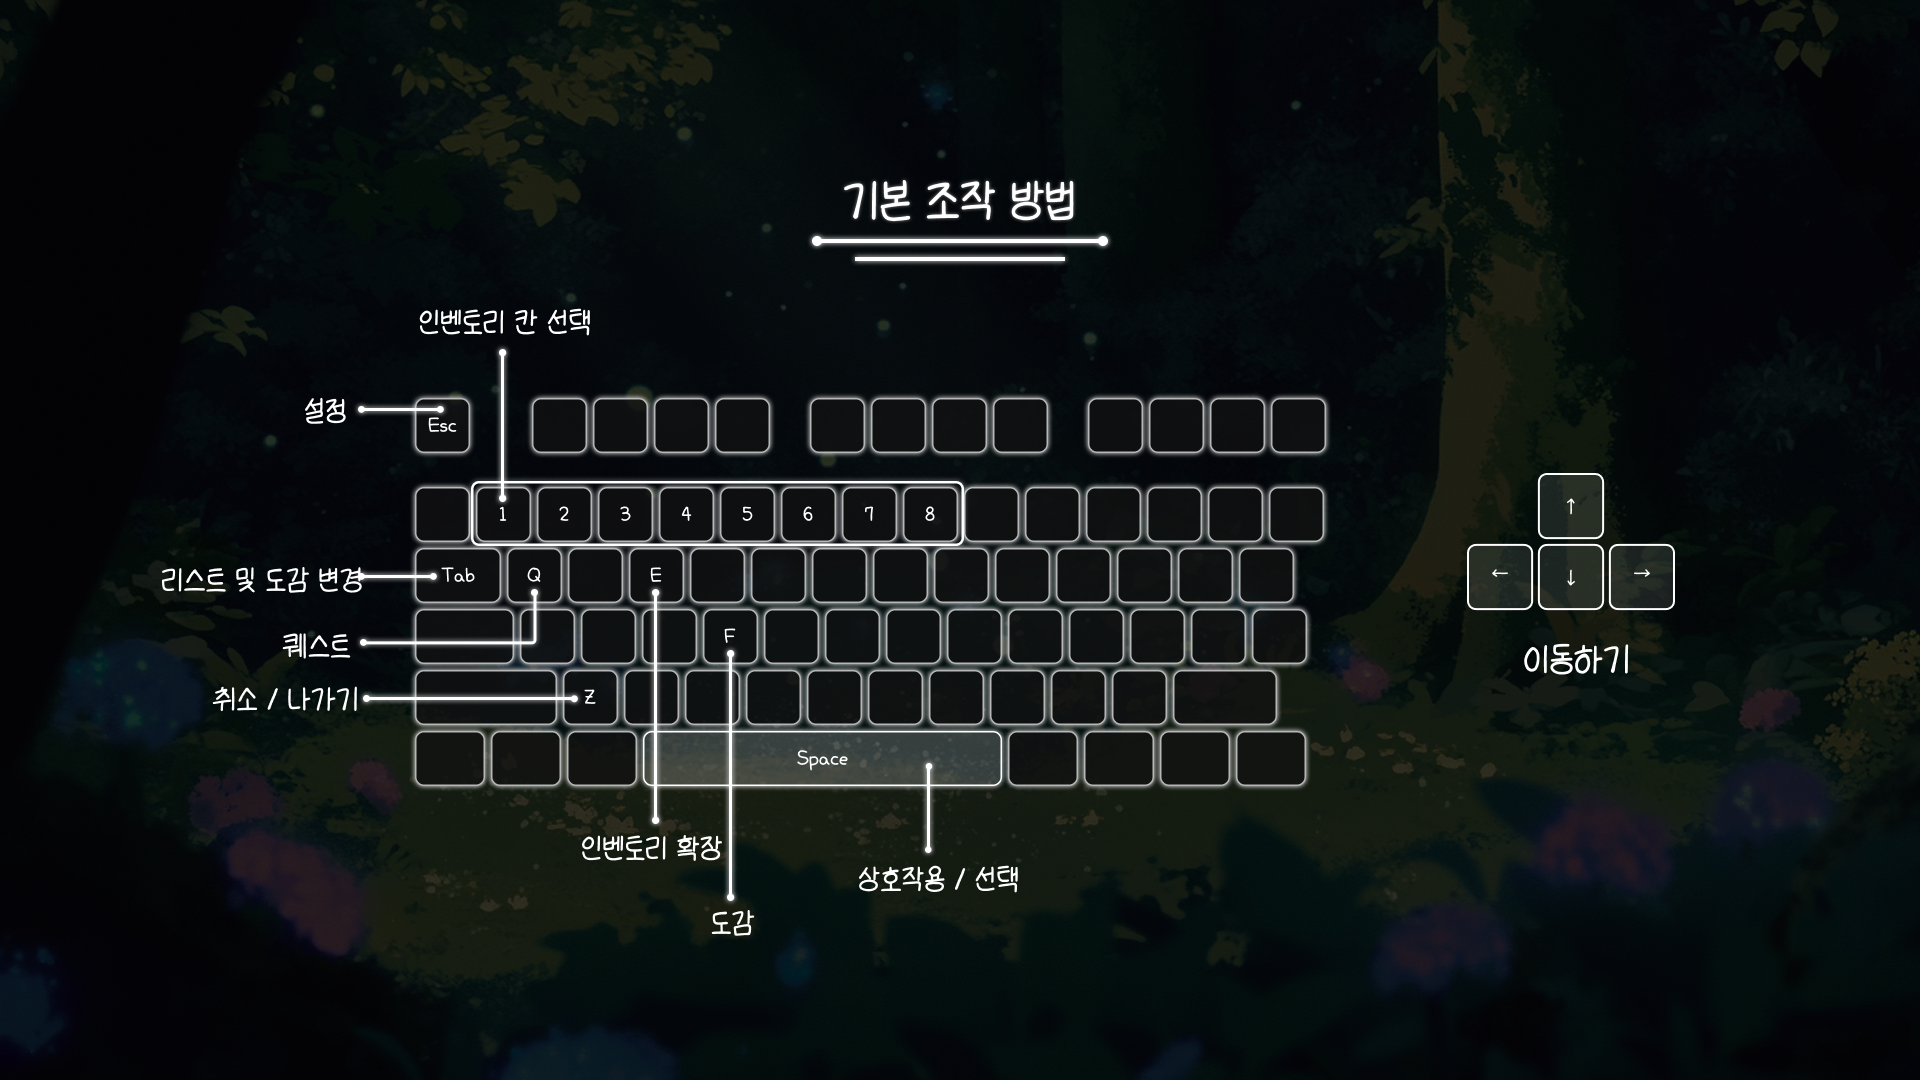 기본 조작 방법
인벤토리 칸 선택
설정
Esc
1 2 3 4 5 6 7 8
리스트 및 도감 변경
Tab Q E
퀘스트
F
취소 / 나가기
Z
Space
인벤토리 확장
상호작용 / 선택
도감
↑
← ↓ →
이동하기